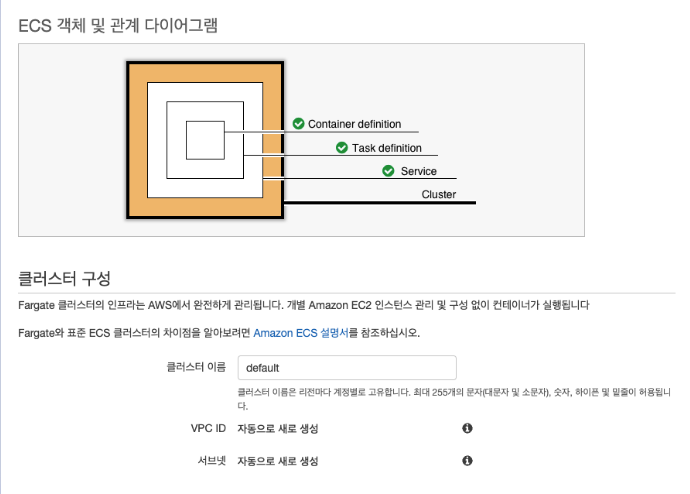 ECS 객체 및 관계 다이어그램
Container definition
Task definition
Service
Cluster
클러스터 구성
Fargate 클러스터의 인프라는 AWS에서 완전하게 관리됩니다. 개별 Amazon EC2 인스턴스 관리 및 구성 없이 컨테이너가 실행됩니다
Fargate와 표준 ECS 클러스터의 차이점을 알아보려면 Amazon ECS 설명서를 참조하십시오.
클러스터 이름 default
클러스터 이름은 리전마다 계정별로 고유합니다. 최대 255개의 문자(대문자 및 소문자), 숫자, 하이픈 및 밑줄이 허용됩니
다.
VPC ID 자동으로 새로 생성
서브넷 자동으로 새로 생성